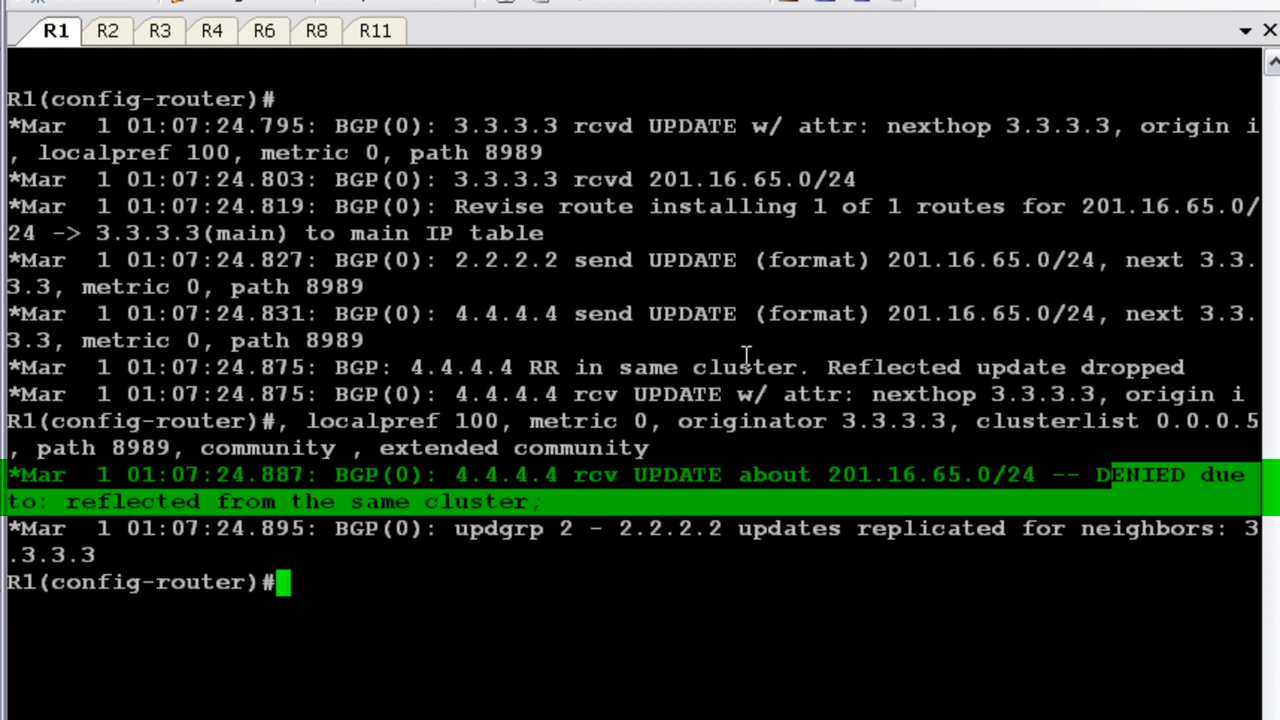 R1 R2 R3 R4 R6 R8 R11
R1(config-router)#
*Mar  1 01:07:24.795: BGP(0): 3.3.3.3 rcvd UPDATE w/ attr: nexthop 3.3.3.3, origin i
, localpref 100, metric 0, path 8989
*Mar  1 01:07:24.803: BGP(0): 3.3.3.3 rcvd 201.16.65.0/24
*Mar  1 01:07:24.819: BGP(0): Revise route installing 1 of 1 routes for 201.16.65.0/
24 -> 3.3.3.3(main) to main IP table
*Mar  1 01:07:24.827: BGP(0): 2.2.2.2 send UPDATE (format) 201.16.65.0/24, next 3.3.
3.3, metric 0, path 8989
*Mar  1 01:07:24.831: BGP(0): 4.4.4.4 send UPDATE (format) 201.16.65.0/24, next 3.3.
3.3, metric 0, path 8989
*Mar  1 01:07:24.875: BGP: 4.4.4.4 RR in same cluster. Reflected update dropped
*Mar  1 01:07:24.875: BGP(0): 4.4.4.4 rcv UPDATE w/ attr: nexthop 3.3.3.3, origin i
R1(config-router)#, localpref 100, metric 0, originator 3.3.3.3, clusterlist 0.0.0.5
, path 8989, community , extended community
*Mar  1 01:07:24.887: BGP(0): 4.4.4.4 rcv UPDATE about 201.16.65.0/24 -- DENIED due
to: reflected from the same cluster;
*Mar  1 01:07:24.895: BGP(0): updgrp 2 - 2.2.2.2 updates replicated for neighbors: 3
.3.3.3
R1(config-router)#